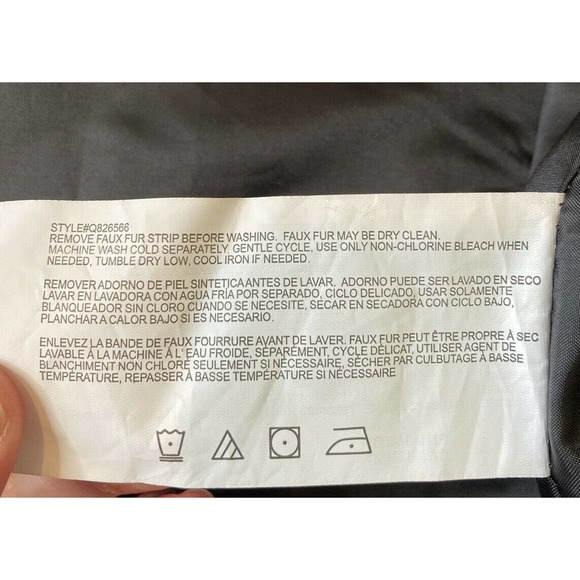 STYLE#Q826566
REMOVE FAUX FUR STRIP BEFORE WASHING. FAUX FUR MAY BE DRY CLEAN.
MACHINE WASH COLD SEPARATELY, GENTLE CYCLE, USE ONLY NON-CHLORINE BLEACH WHEN
NEEDED, TUMBLE DRY LOW, COOL IRON IF NEEDED.
REMOVER ADORNO DE PIEL SINTETICA ANTES DE LAVAR. ADORNO PUEDE SER LAVADO EN SECO
LAVAR EN LAVADORA CON AGUA FRÍA POR SEPARADO, CICLO DELICADO, USAR SOLAMENTE
BLANQUEADOR SIN CLORO CUANDO SE NECESITE, SECAR EN SECADORA CON CICLO BAJO,
PLANCHAR A CALOR BAJO SI ES NECESARIO.
ENLEVEZ LA BANDE DE FAUX FOURRURE AVANT DE LAVER. FAUX FUR PEUT ÊTRE PROPRE À SEC
LAVABLE À LA MACHINE À L'EAU FROIDE, SÉPARÉMENT, CYCLE DÉLICAT, UTILISER AGENT DE
BLANCHIMENT NON CHLORÉ SEULEMENT SI NÉCESSAIRE, SÉCHER PAR CULBUTAGE À BASSE
TEMPÉRATURE, REPASSER À BASSE TEMPÉRATURE SI NÉCESSAIRE